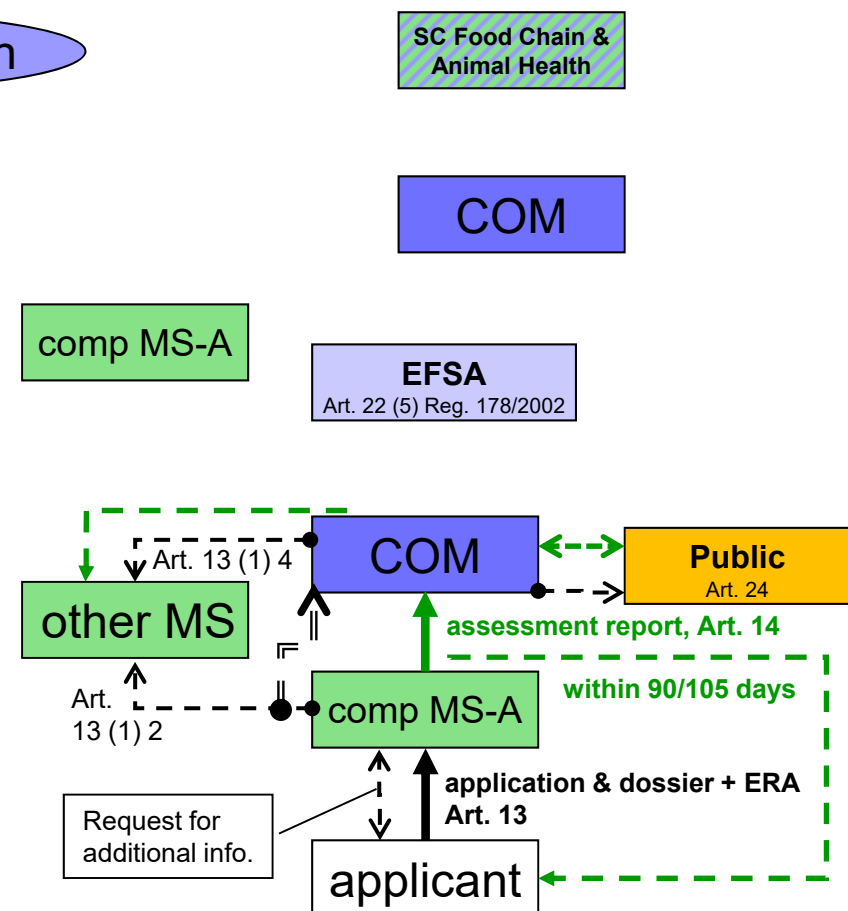 SC Food Chain &
Animal Health
COM
comp MS-A
EFSA
Art. 22 (5) Reg. 178/2002
Art. 13 (1) 4
COM
Public
Art. 24
other MS
assessment report, Art. 14
within 90/105 days
Art.
13 (1) 2
comp MS-A
application & dossier + ERA
Art. 13
Request for
additional info.
applicant